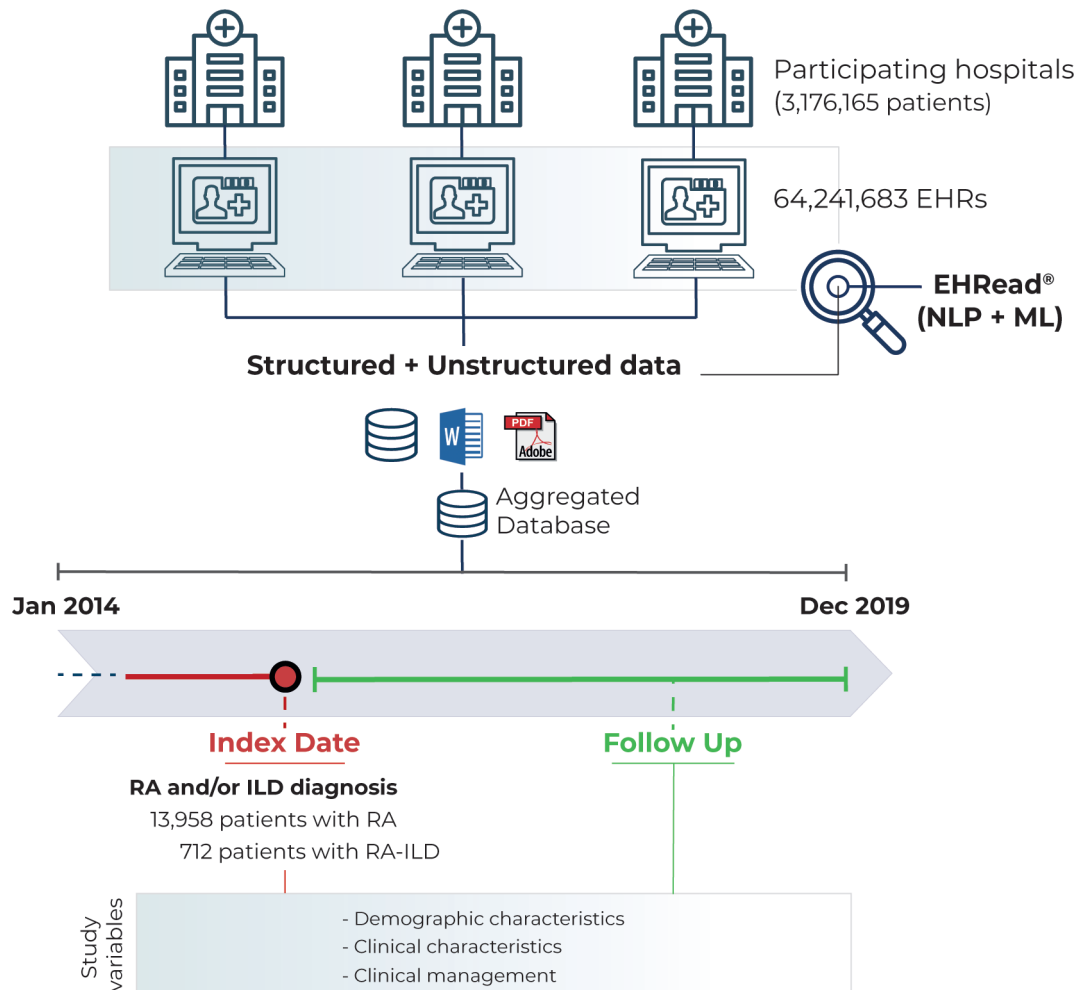 Participating hospitals
(3,176,165 patients)
64,241,683 EHRs
EHRead®
(NLP + ML)
Structured + Unstructured data
W
PDF
Adobe
Aggregated
Database
Jan 2014
Dec 2019
Index Date
Follow Up
RA and/or ILD diagnosis
13,958 patients with RA
712 patients with RA-ILD
Study
variables
- Demographic characteristics
- Clinical characteristics
- Clinical management